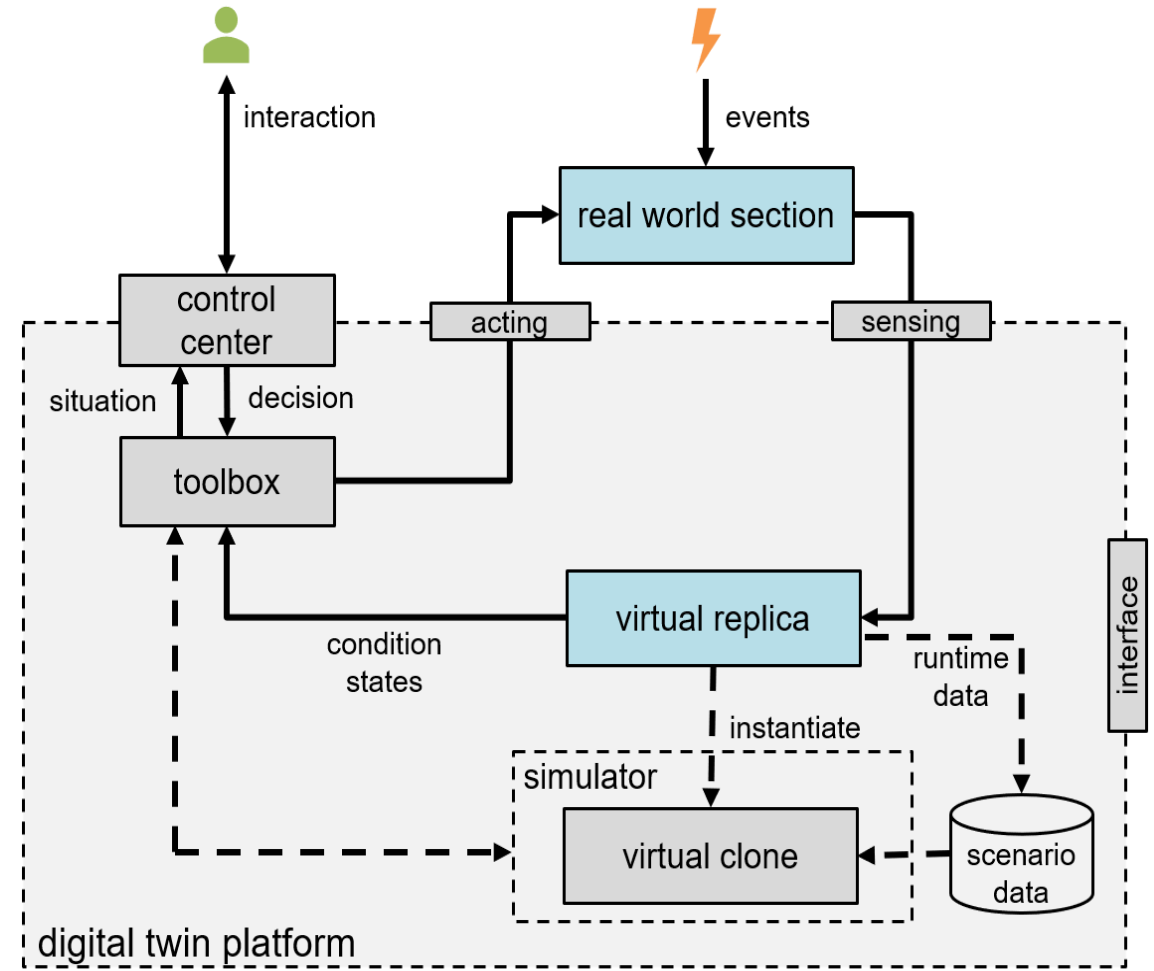 interaction
events
real world section
control
center
acting
sensing
situation
decision
toolbox
virtual replica
condition
states
runtime
data
interface
instantiate
simulator
virtual clone
scenario
data
digital twin platform